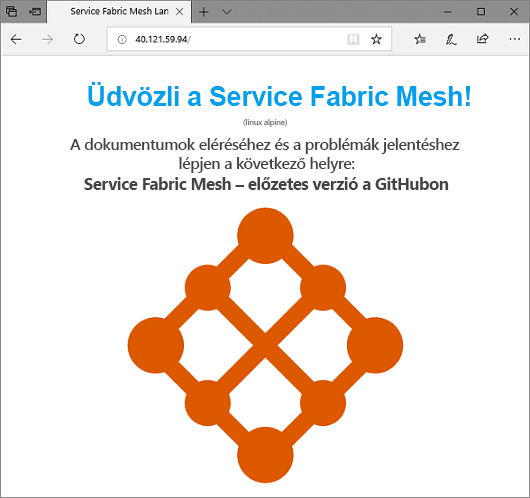 Service Fabric Mesh Lan
40.121.59.94/
Üdvözli a Service Fabric Mesh!
(linux alpine)
A dokumentumok eléréséhez és a problémák jelentéshez
lépjen a következő helyre:
Service Fabric Mesh – előzetes verzió a GitHubon